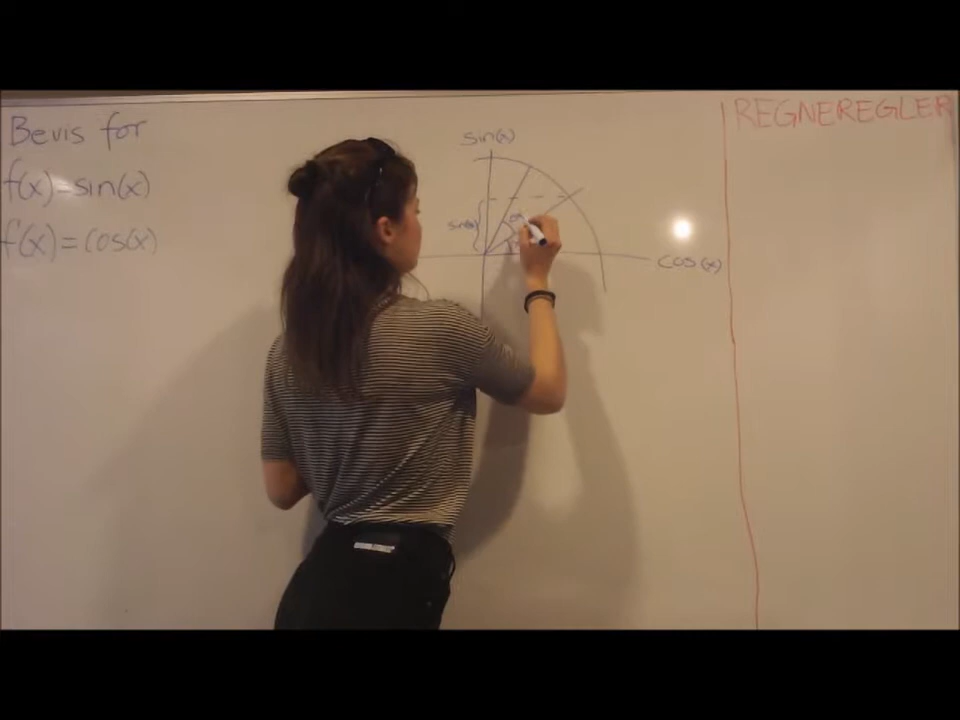 Bevis for
f(x)=sin(x)
f'(x)=cos(x)
sin(x)
sin(x)
cos(x)
REGNEREGLER